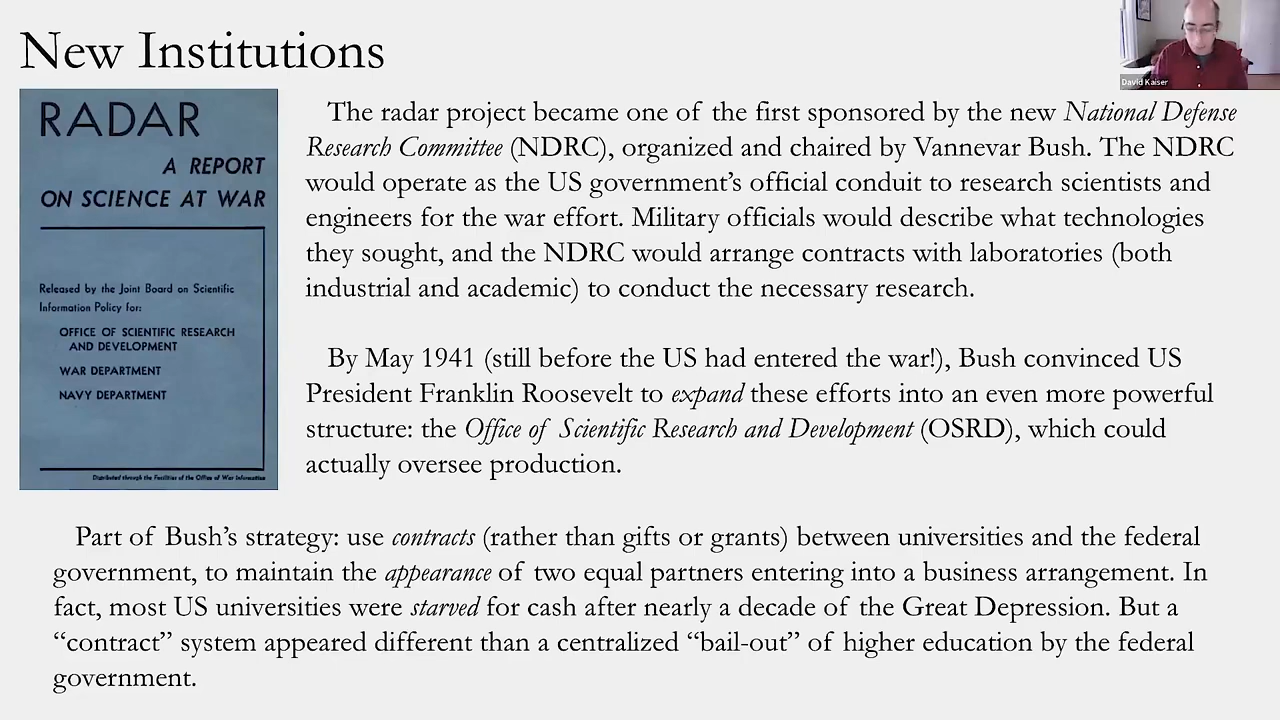 New Institutions
David Kaiser
RADAR
A REPORT
ON SCIENCE AT WAR
Released by the Joint Board on Scientific
Information Policy for:
OFFICE OF SCIENTIFIC RESEARCH
AND DEVELOPMENT
WAR DEPARTMENT
NAVY DEPARTMENT
Distributed through the Facilities of the Office of War Information
The radar project became one of the first sponsored by the new National Defense
Research Committee (NDRC), organized and chaired by Vannevar Bush. The NDRC
would operate as the US government’s official conduit to research scientists and
engineers for the war effort. Military officials would describe what technologies
they sought, and the NDRC would arrange contracts with laboratories (both
industrial and academic) to conduct the necessary research.
By May 1941 (still before the US had entered the war!), Bush convinced US
President Franklin Roosevelt to expand these efforts into an even more powerful
structure: the Office of Scientific Research and Development (OSRD), which could
actually oversee production.
Part of Bush’s strategy: use contracts (rather than gifts or grants) between universities and the federal
government, to maintain the appearance of two equal partners entering into a business arrangement. In
fact, most US universities were starved for cash after nearly a decade of the Great Depression. But a
“contract” system appeared different than a centralized “bail-out” of higher education by the federal
government.